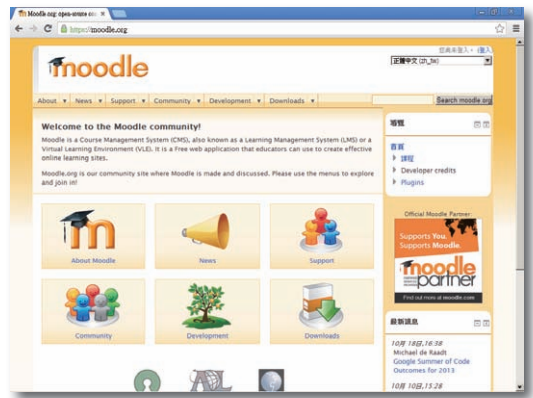 Moodle.org: open-source co
https://moodle.org
您尚未登入。(登入)
moodle
正體中文 (zh_tw)
About News Support Community Development Downloads
Search moodle.org
Welcome to the Moodle community!
Moodle is a Course Management System (CMS), also known as a Learning Management System (LMS) or a
Virtual Learning Environment (VLE). It is a Free web application that educators can use to create effective
online learning sites.
Moodle.org is our community site where Moodle is made and discussed. Please use the menus to explore
and join in!
About Moodle
News
Support
Community
Development
Downloads
導覽
首頁
課程
Developer credits
Plugins
Official Moodle Partner
Supports You.
Supports Moodle.
moodle
partner
Find out more at moodle.com
最新訊息
10月 18日,16:38
Michael de Raadt
Google Summer of Code
Outcomes for 2013
10月 10日,15:28